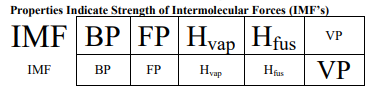 Properties Indicate Strength of Intermolecular Forces (IMF's)
IMF BP FP Hvap Hfus VP
IMF BP FP Hvap Hfus VP